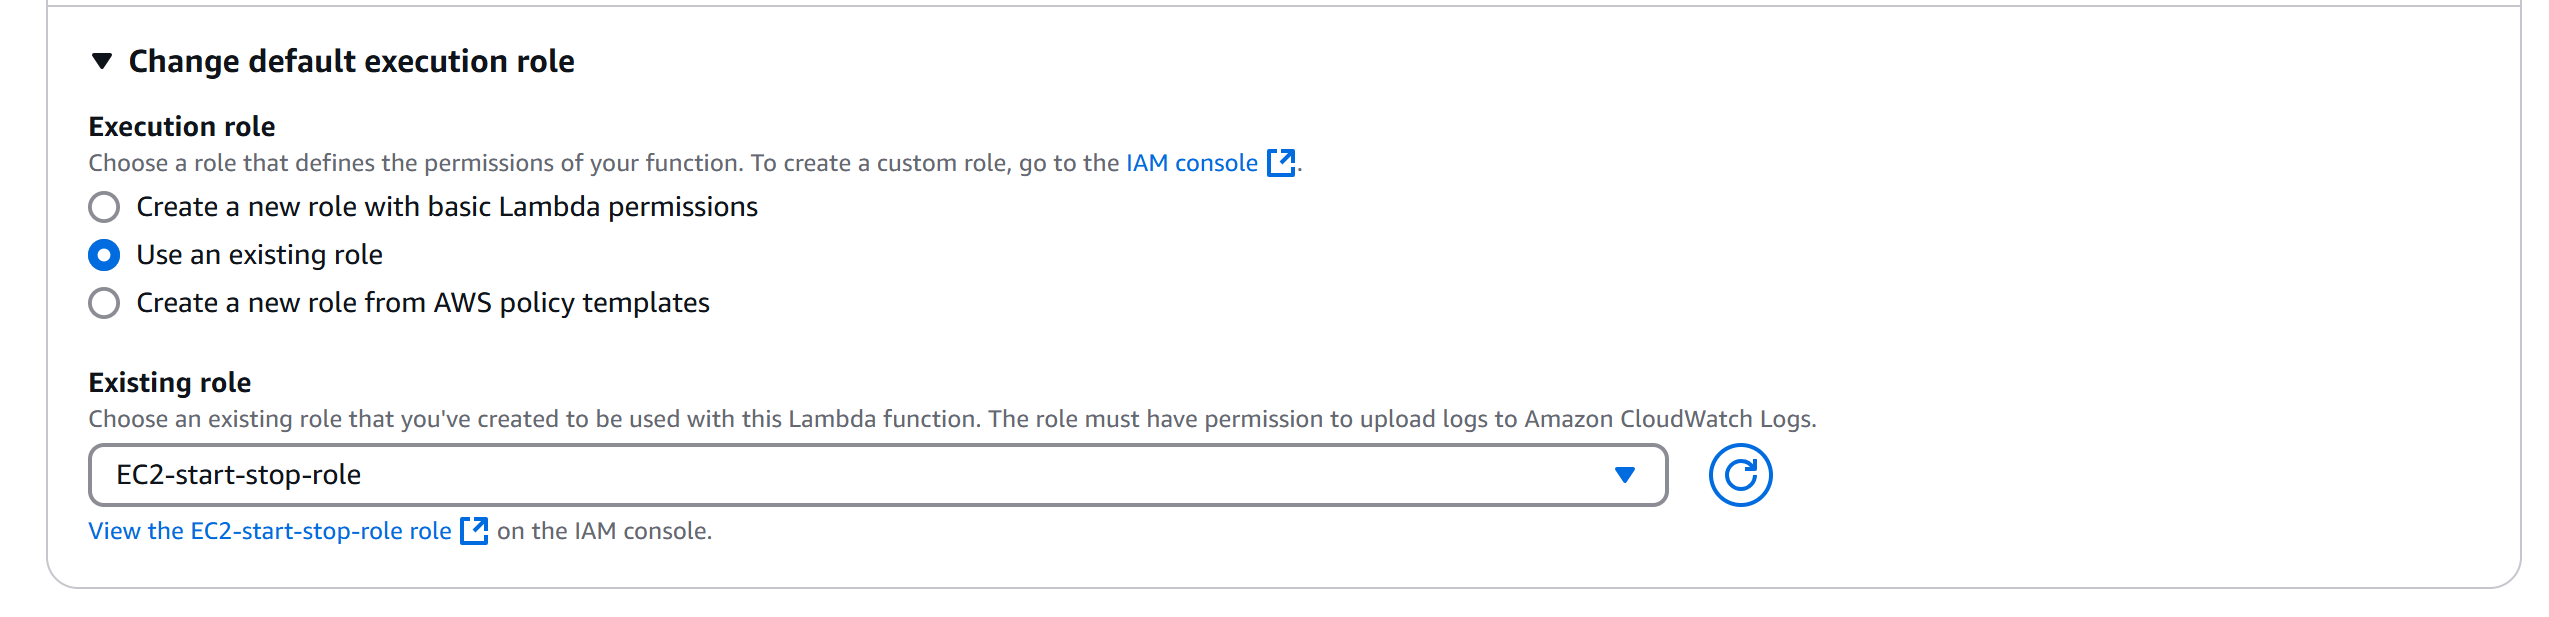 Change default execution role
Execution role
Choose a role that defines the permissions of your function. To create a custom role, go to the IAM console.
Create a new role with basic Lambda permissions
Use an existing role
Create a new role from AWS policy templates
Existing role
Choose an existing role that you've created to be used with this Lambda function. The role must have permission to upload logs to Amazon CloudWatch Logs.
EC2-start-stop-role
View the EC2-start-stop-role role on the IAM console.